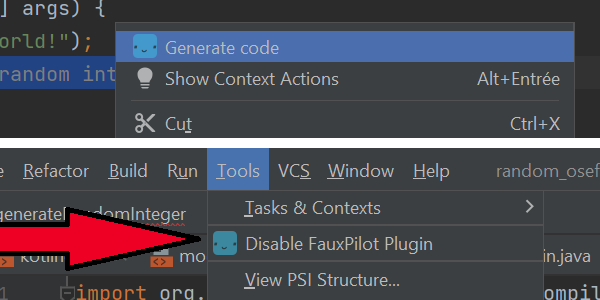 ] args) {
orld!");
random int
Generate code
Show Context Actions Alt+Entrée
Cut Ctrl+X
Refactor Build Run Tools VCS Window Help random_osef
generate domInteger
Tasks & Contexts
Disable FauxPilot Plugin
kotlin mo in.java
View PSI Structure...
1 import org. ompil